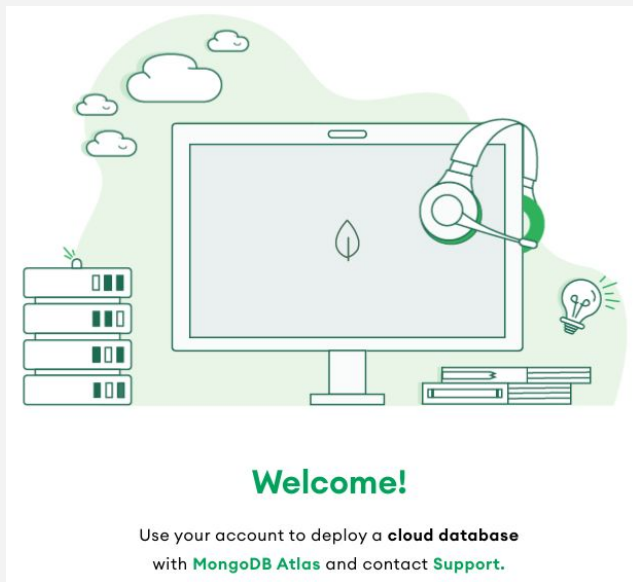 Welcome!
Use your account to deploy a cloud database
with MongoDB Atlas and contact Support.